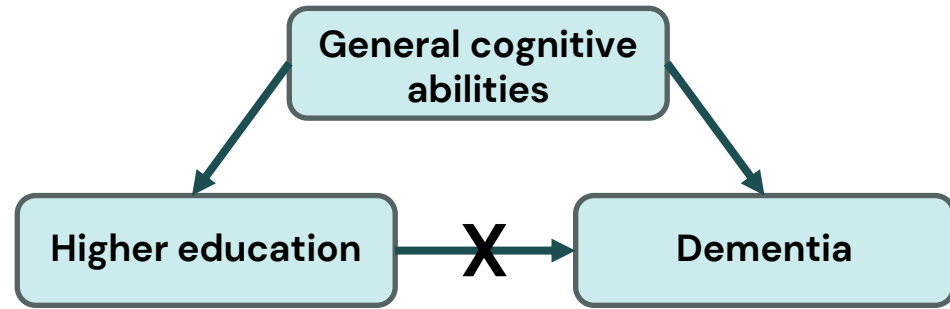 General cognitive
abilities
Higher education
X
Dementia